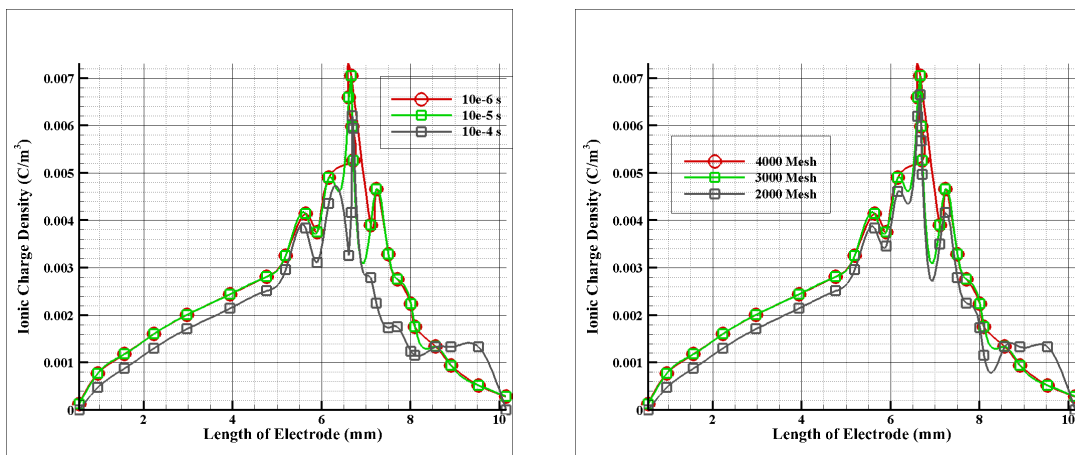 0.007
0.006
0.005
0.004
0.003
0.002
0.001
0
Ionic Charge Density (C/m³)
10e-6 s
10e-5 s
10e-4 s
2 4 6 8 10
Length of Electrode (mm)
0.007
0.006
0.005
0.004
0.003
0.002
0.001
0
Ionic Charge Density (C/m³)
4000 Mesh
3000 Mesh
2000 Mesh
2 4 6 8 10
Length of Electrode (mm)